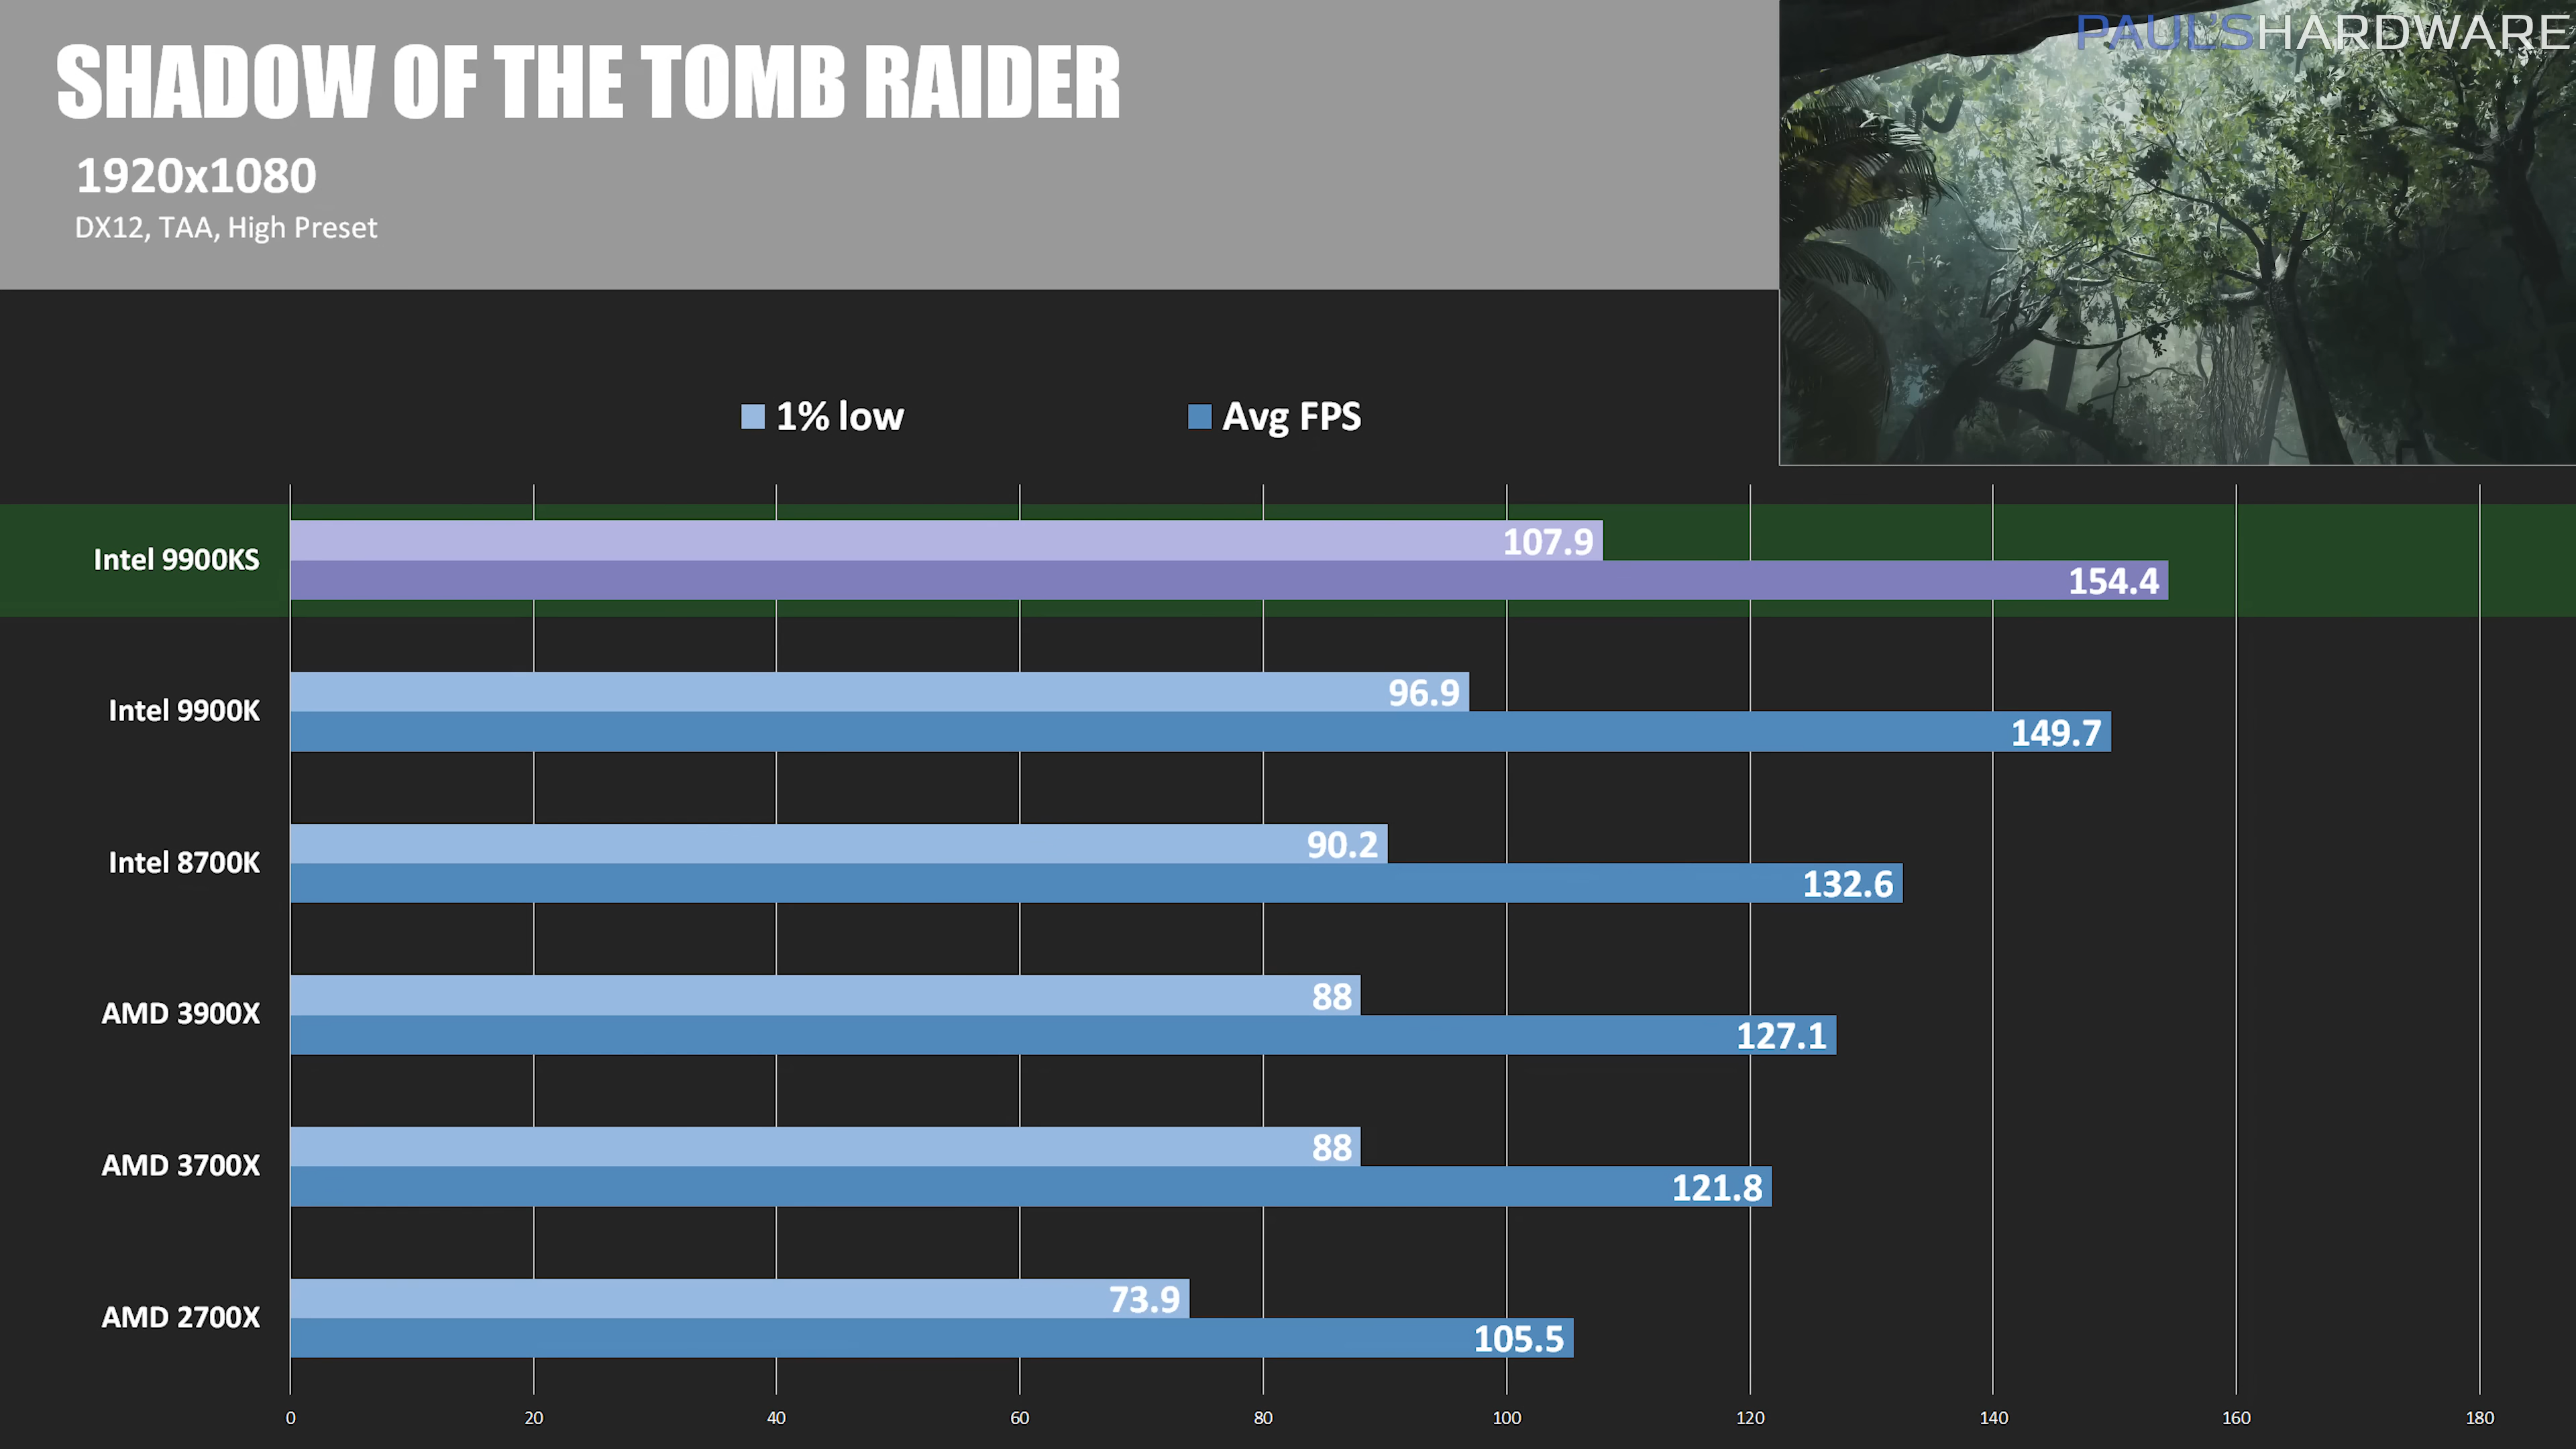 SHADOW OF THE TOMB RAIDER
PAUL'SHARDWARE
1920x1080
DX12, TAA, High Preset
1% low
Avg FPS
Intel 9900KS
107.9
154.4
Intel 9900K
96.9
149.7
Intel 8700K
90.2
132.6
AMD 3900X
88
127.1
AMD 3700X
88
121.8
AMD 2700X
73.9
105.5
0 20 40 60 80 100 120 140 160 180